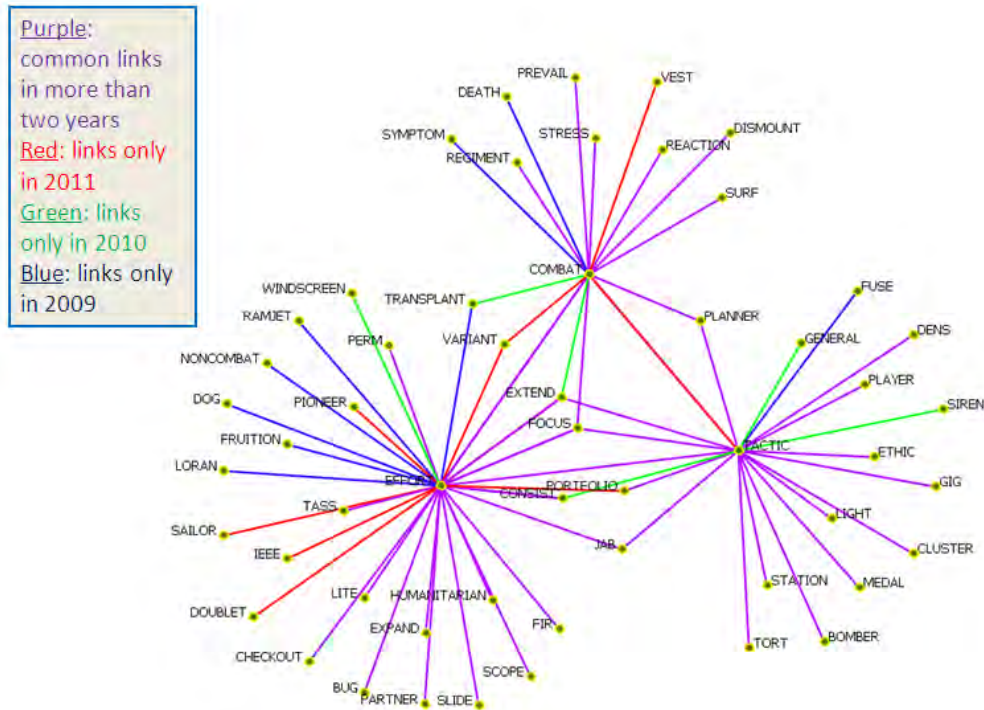 Purple:
common links
in more than
two years
Red: links only
in 2011
Green: links
only in 2010
Blue: links only
in 2009
PREVAIL
VEST
DEATH
DISMOUNT
SYMPTOM
STRESS
REACTION
REGIMENT
SURF
COMBAT
WINDSCREEN
TRANSPLANT
FUSE
RAMJET
PLANNER
PERM
VARIANT
GENERAL
DENS
NONCOMBAT
PLAYER
DOG
PIONEER
EXTEND
SIREN
FOCUS
FRUITION
TACTIC
ETHIC
LORAN
EFFORT
CONSIST
PORTFOLIO
GIG
TASS
LIGHT
SAILOR
JAB
CLUSTER
IEEE
STATION
MEDAL
LITE
HUMANITARIAN
DOUBLET
EXPAND
FIR
TORT
BOMBER
CHECKOUT
SCOPE
BUG
PARTNER
SLIDE